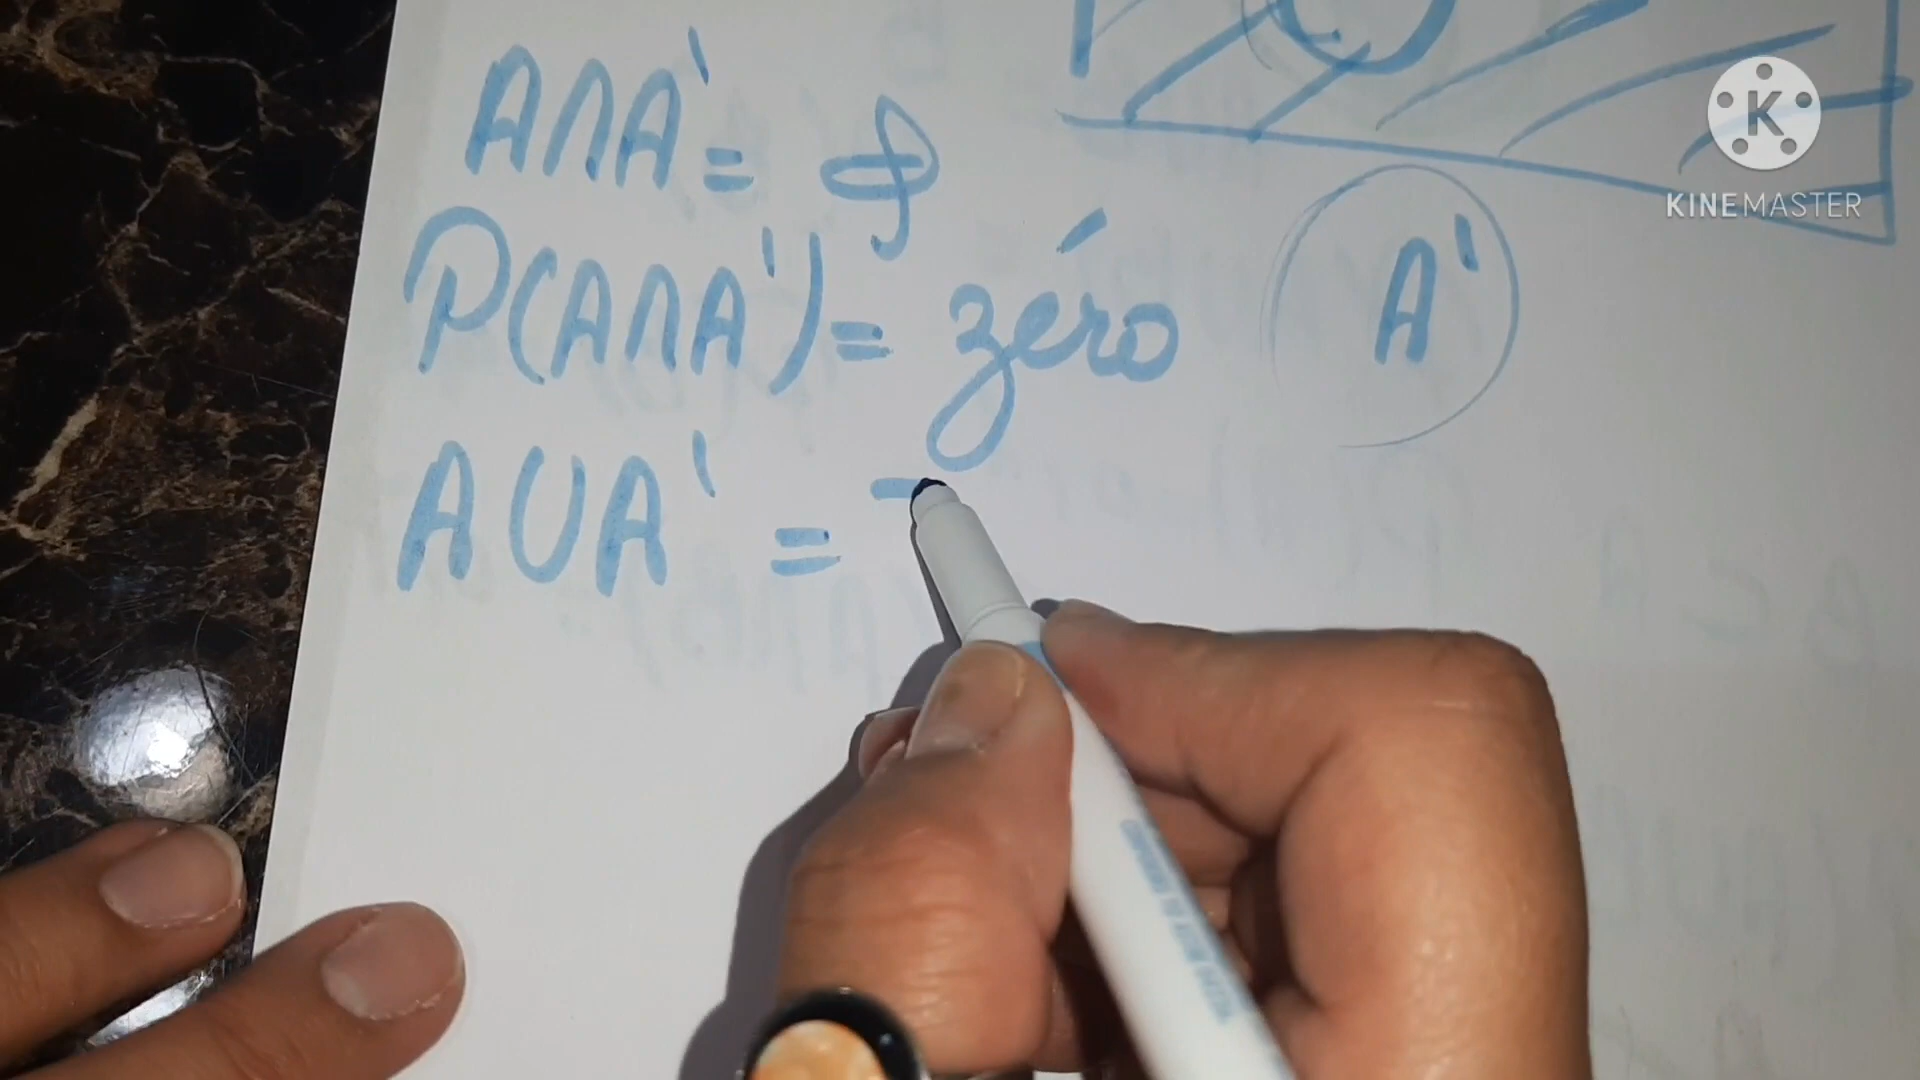 A∩A' = ∅
P(A∩A') = zéro
A'
A∪A' =
K
KINEMASTER